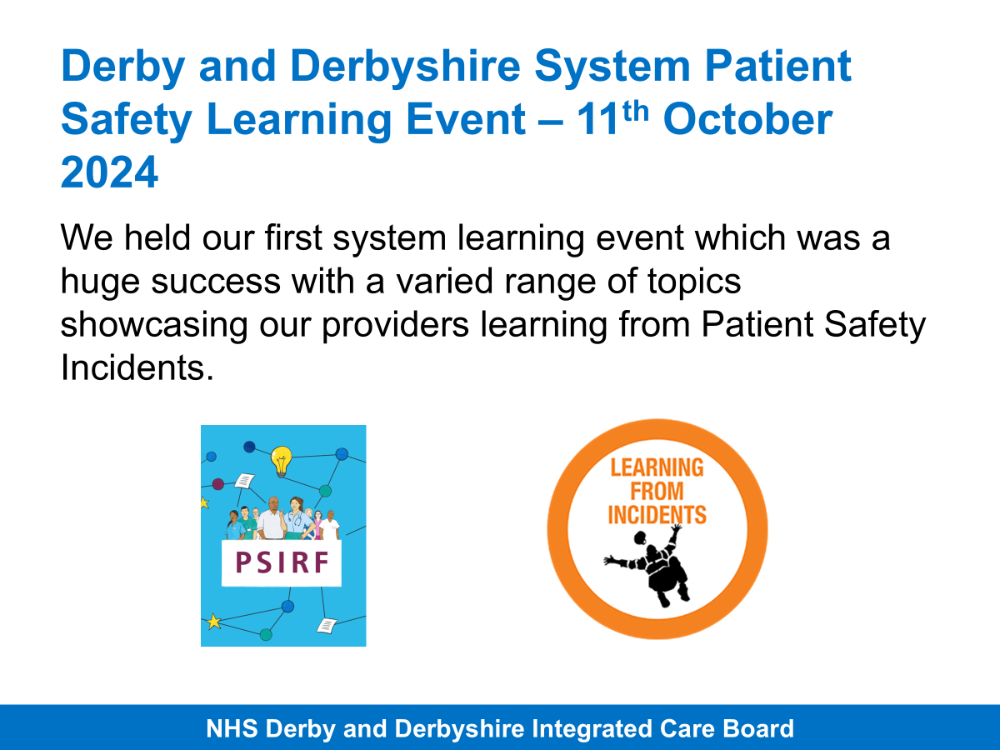 Derby and Derbyshire System Patient
Safety Learning Event – 11th October
2024
We held our first system learning event which was a
huge success with a varied range of topics
showcasing our providers learning from Patient Safety
Incidents.
PSIRF
LEARNING
FROM
INCIDENTS
NHS Derby and Derbyshire Integrated Care Board